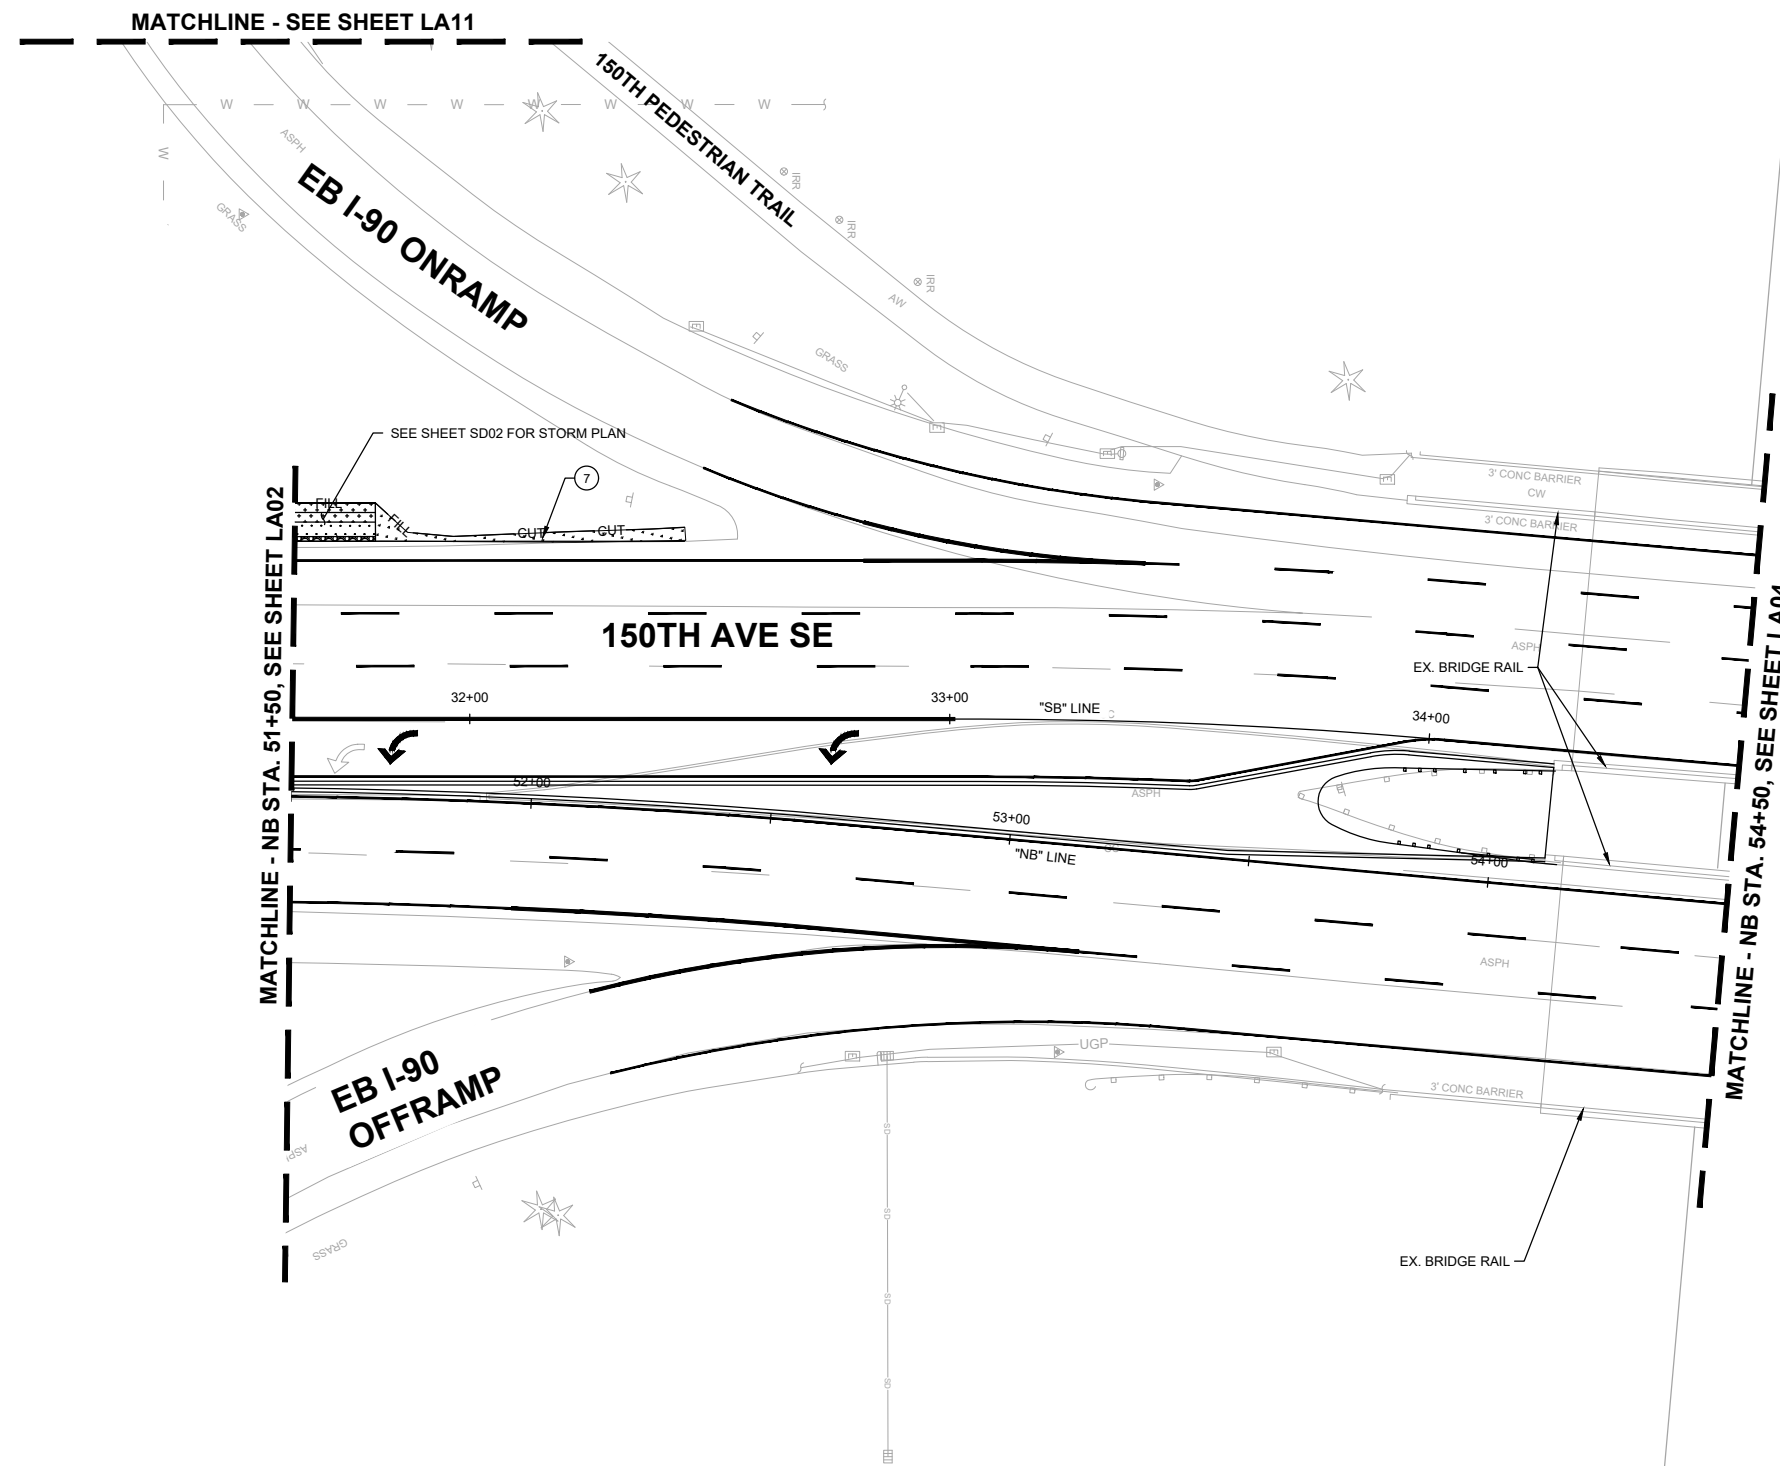 MATCHLINE - SEE SHEET LA11
150TH PEDESTRIAN TRAIL
W W W W W W W W
W
ASPH
GRASS
EB I-90 ONRAMP
IRR
IRR
IRR
AW
E
GRASS
E
E
E
SEE SHEET SD02 FOR STORM PLAN
7
FILL
FILL
CUT
CUT
3' CONC BARRIER
CW
3' CONC BARRIER
MATCHLINE - NB STA. 51+50, SEE SHEET LA02
150TH AVE SE
ASPH
EX. BRIDGE RAIL
32+00
33+00
"SB" LINE
34+00
52+00
ASPH
53+00
"NB" LINE
54+00
MATCHLINE - NB STA. 54+50, SEE SHEET LA04
ASPH
EB I-90
OFFRAMP
E
UGP
E
3' CONC BARRIER
ASPH
SD
SD
SD
SD
GRASS
EX. BRIDGE RAIL